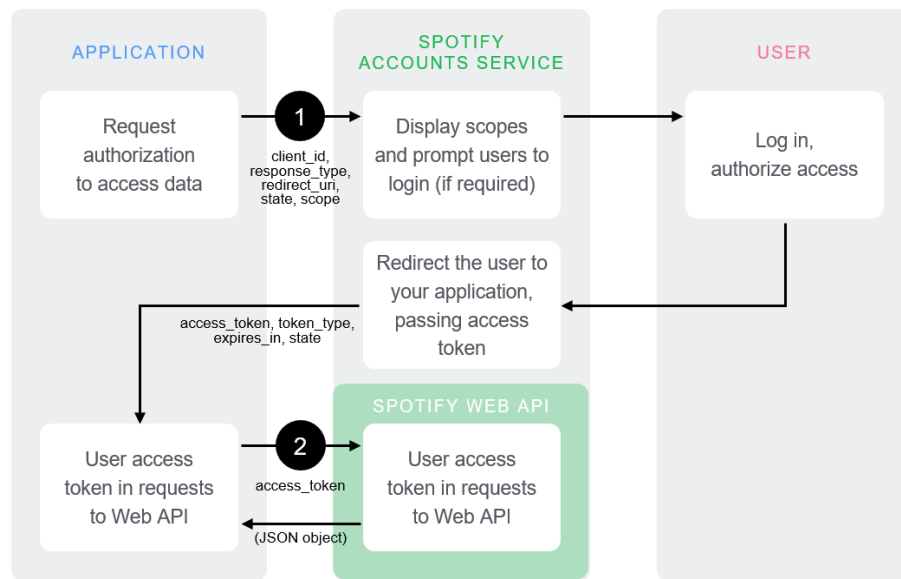 APPLICATION
SPOTIFY
ACCOUNTS SERVICE
USER
Request
authorization
to access data
1
client_id,
response_type,
redirect_uri,
state, scope
Display scopes
and prompt users to
login (if required)
Log in,
authorize access
Redirect the user to
your application,
passing access
token
access_token, token_type,
expires_in, state
SPOTIFY WEB API
User access
token in requests
to Web API
2
access_token
(JSON object)
User access
token in requests
to Web API